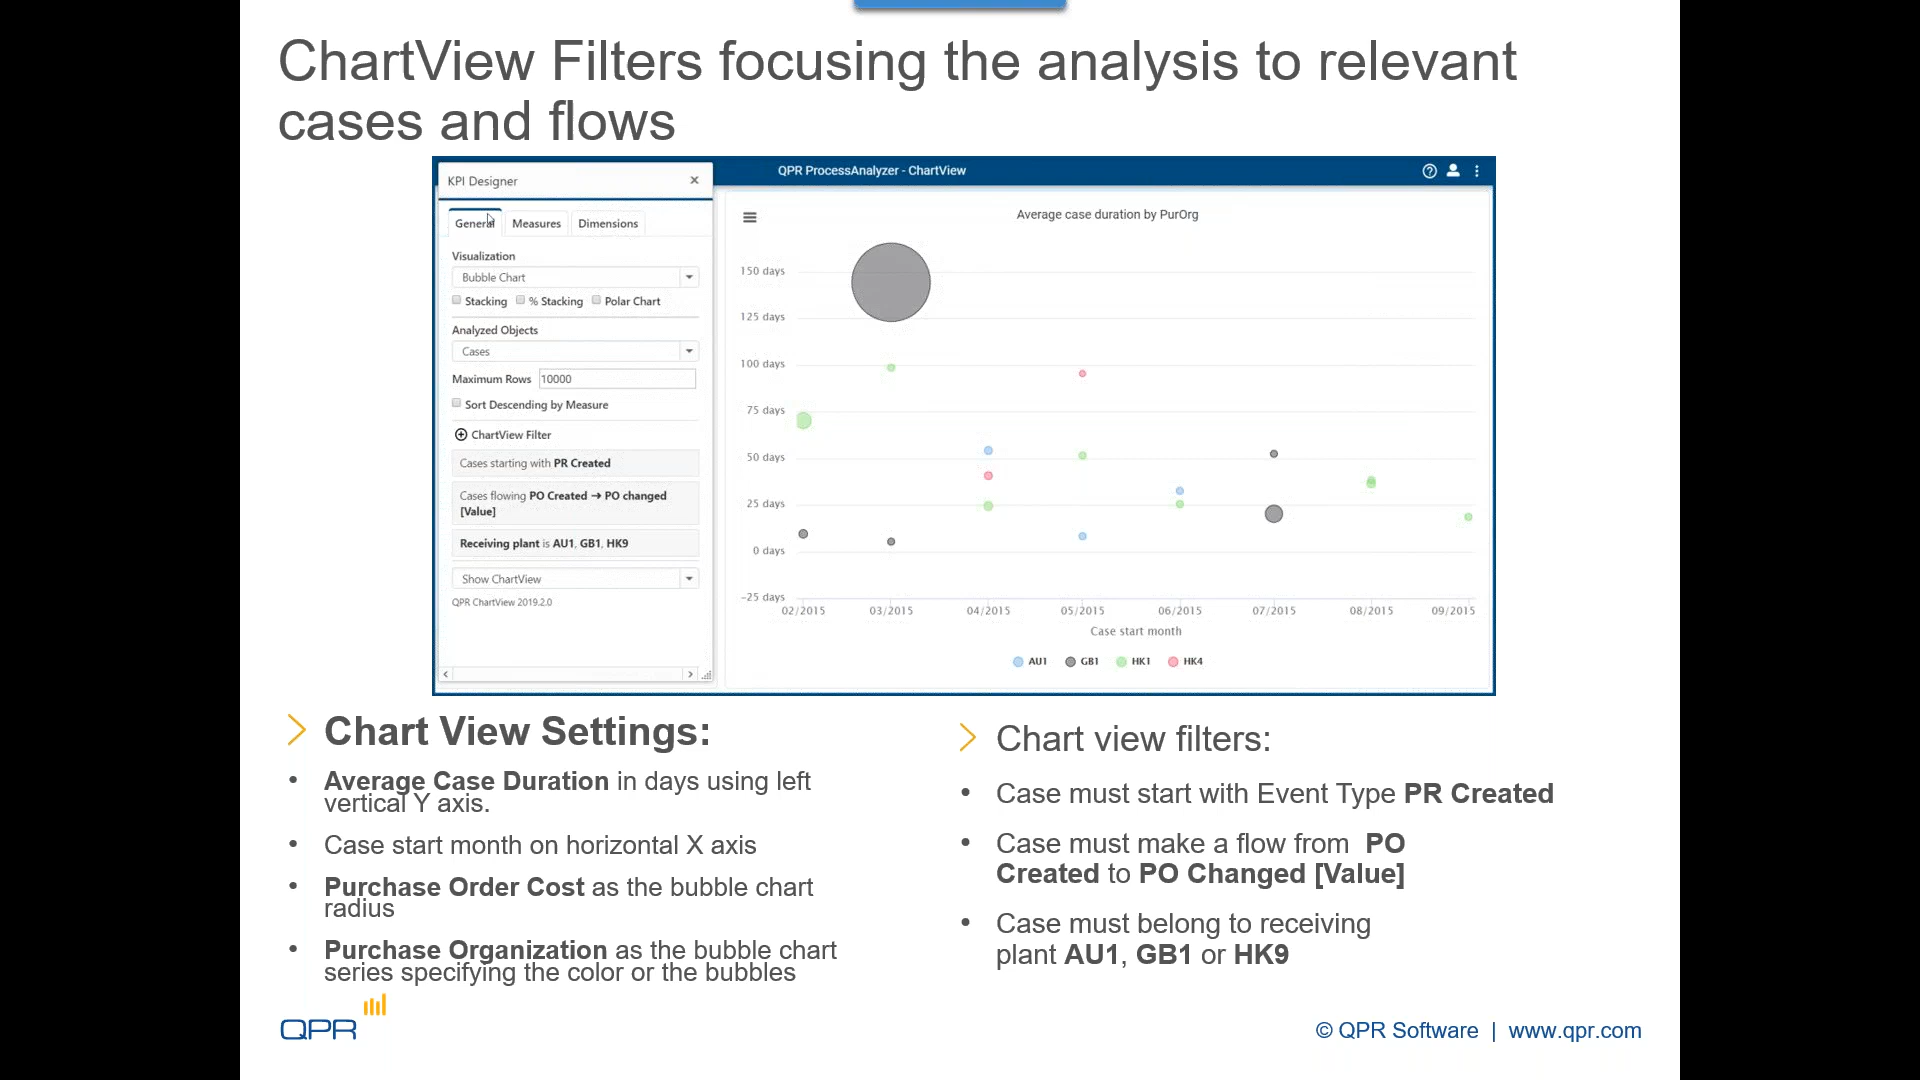 ChartView Filters focusing the analysis to relevant
cases and flows
KPI Designer
QPR ProcessAnalyzer - ChartView
General Measures Dimensions
Visualization
Bubble Chart
Stacking % Stacking Polar Chart
Analyzed Objects
Cases
Maximum Rows 10000
Sort Descending by Measure
ChartView Filter
Cases starting with PR Created
Cases flowing PO Created → PO changed
[Value]
Receiving plant is AU1, GB1, HK9
Show ChartView
QPR ChartView 2019.2.0
Average case duration by PurOrg
150 days
125 days
100 days
75 days
50 days
25 days
0 days
-25 days
02/2015 03/2015 04/2015 05/2015 06/2015 07/2015 08/2015 09/2015
Case start month
AU1 GB1 HK1 HK4
Chart View Settings:
• Average Case Duration in days using left
vertical Y axis.
• Case start month on horizontal X axis
• Purchase Order Cost as the bubble chart
radius
• Purchase Organization as the bubble chart
series specifying the color or the bubbles
Chart view filters:
• Case must start with Event Type PR Created
• Case must make a flow from PO
Created to PO Changed [Value]
• Case must belong to receiving
plant AU1, GB1 or HK9
QPR
© QPR Software | www.qpr.com